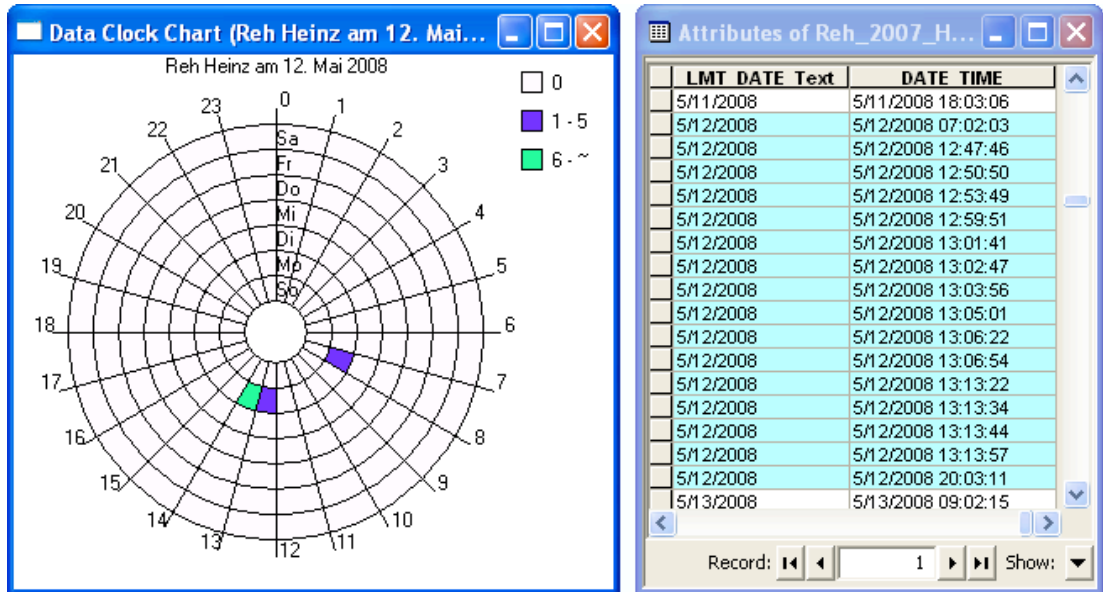 Data Clock Chart (Reh Heinz am 12. Mai...
Reh Heinz am 12. Mai 2008
0
1 - 5
6 - ~
0
1
2
3
4
5
6
7
8
9
10
11
12
13
14
15
16
17
18
19
20
21
22
23
Sa
Fr
Do
Mi
Di
Mo
So
Attributes of Reh_2007_H...
LMT_DATE_Text DATE_TIME
5/11/2008 5/11/2008 18:03:06
5/12/2008 5/12/2008 07:02:03
5/12/2008 5/12/2008 12:47:46
5/12/2008 5/12/2008 12:50:50
5/12/2008 5/12/2008 12:53:49
5/12/2008 5/12/2008 12:59:51
5/12/2008 5/12/2008 13:01:41
5/12/2008 5/12/2008 13:02:47
5/12/2008 5/12/2008 13:03:56
5/12/2008 5/12/2008 13:05:01
5/12/2008 5/12/2008 13:06:22
5/12/2008 5/12/2008 13:06:54
5/12/2008 5/12/2008 13:13:22
5/12/2008 5/12/2008 13:13:34
5/12/2008 5/12/2008 13:13:44
5/12/2008 5/12/2008 13:13:57
5/12/2008 5/12/2008 20:03:11
5/13/2008 5/13/2008 09:02:15
Record: 1 Show: